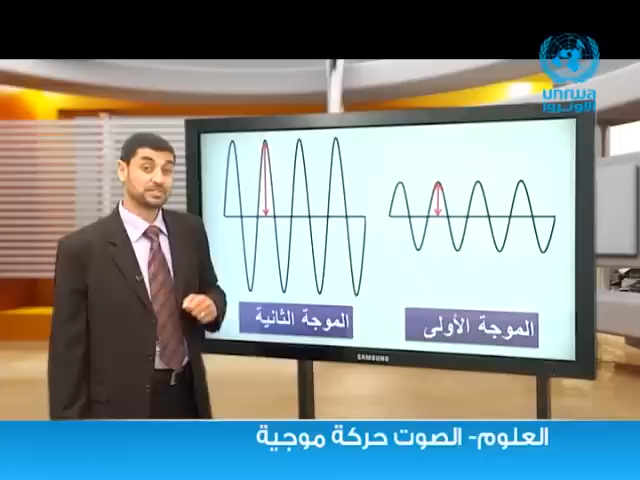 unrwa
الأونروا
الموجة الثانية
الموجة الأولى
SAMSUNG
العلوم- الصوت حركة موجية